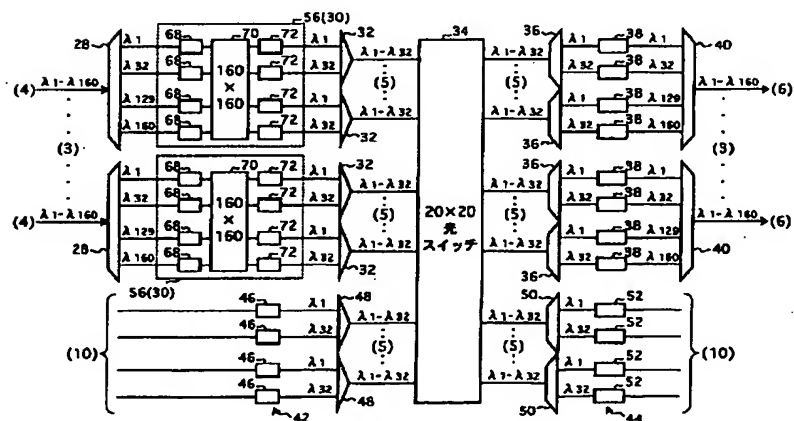 56(30)
28 λ1 68 70 72 λ1 32 34 36 λ1 38 λ1 40
λ32 68 72 λ32 λ1-λ32 λ1-λ32 λ32 38 λ32
(4) λ1-λ160 160×160 (5) (5) λ1-λ160 (6)
λ129 68 72 λ1 λ1 38 λ129
λ160 68 72 λ32 λ1-λ32 λ1-λ32 λ32 38 λ160
(3) 32 36 (3)
λ1 68 70 72 λ1 32 36 λ1 38 λ1
λ32 68 72 λ32 λ1-λ32 λ1-λ32 λ32 38 λ32
(4) λ1-λ160 160×160 (5) 20×20 光スイッチ (5) λ1-λ160 (6)
λ129 68 72 λ1 λ1 38 λ129
28 λ160 68 72 λ32 λ1-λ32 λ1-λ32 λ32 38 λ160 40
56(30) 32 36
46 λ1 48 50 λ1 52
46 λ32 λ1-λ32 λ1-λ32 λ32 52
(10) (5) (5) (10)
46 λ1 λ1 52
46 λ32 λ1-λ32 λ1-λ32 λ32 52
42 48 50 44